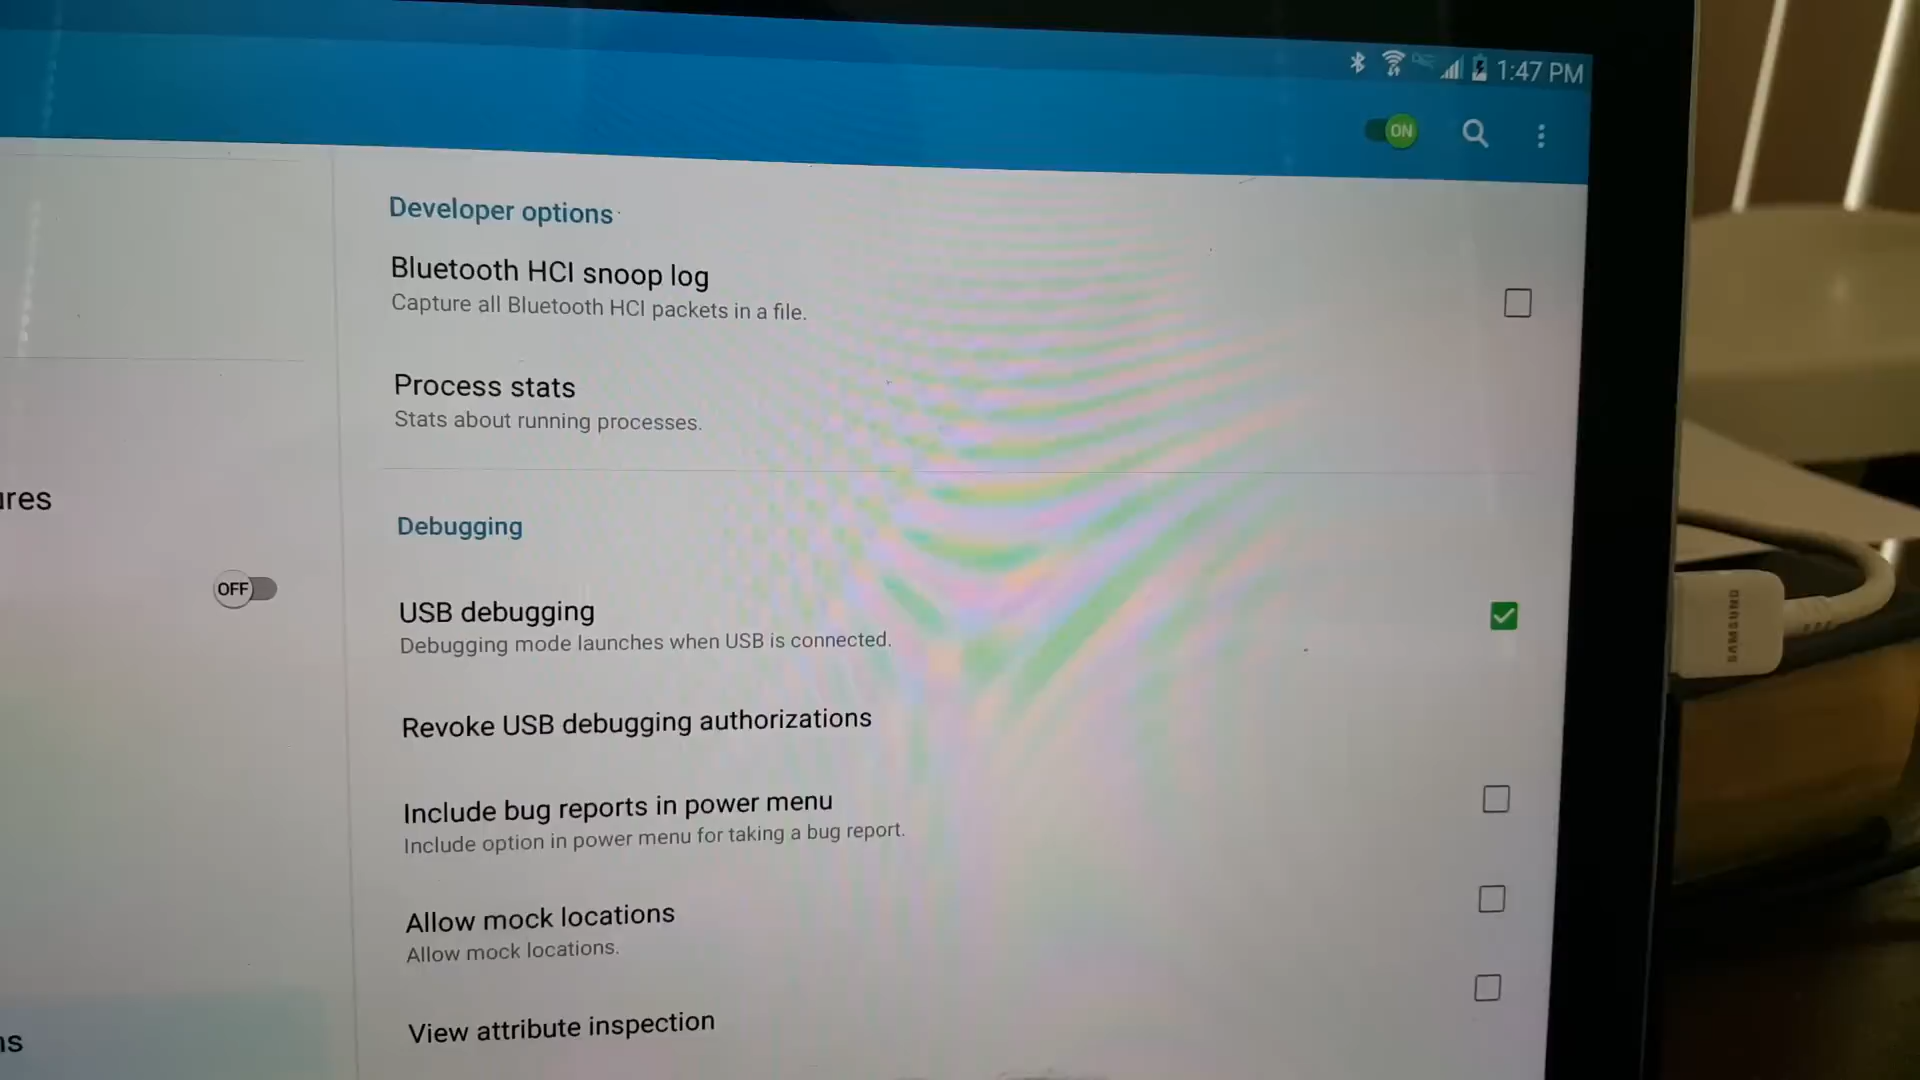 1:47 PM
ON
Developer options
Bluetooth HCI snoop log
Capture all Bluetooth HCI packets in a file.
Process stats
Stats about running processes.
ures
Debugging
OFF
USB debugging
Debugging mode launches when USB is connected.
SAMSUNG
Revoke USB debugging authorizations
Include bug reports in power menu
Include option in power menu for taking a bug report.
Allow mock locations
Allow mock locations.
View attribute inspection
ns